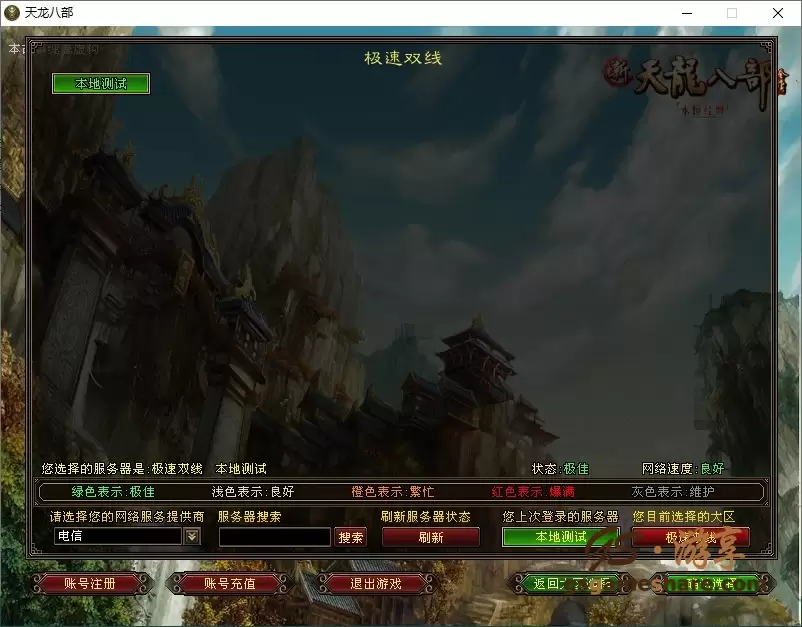 天龙八部
极速双线
本地测试
新天龍八部
您选择的服务器是:极速双线 本地测试 状态:极佳 网络速度:良好
绿色表示:极佳 浅色表示:良好 橙色表示:繁忙 红色表示:爆满 灰色表示:维护
请选择您的网络服务提供商 服务器搜索 刷新服务器状态 您上次登录的服务器 您目前选择的大区
电信 搜索 刷新 本地测试 极速双线
游享
账号注册 账号充值 退出游戏